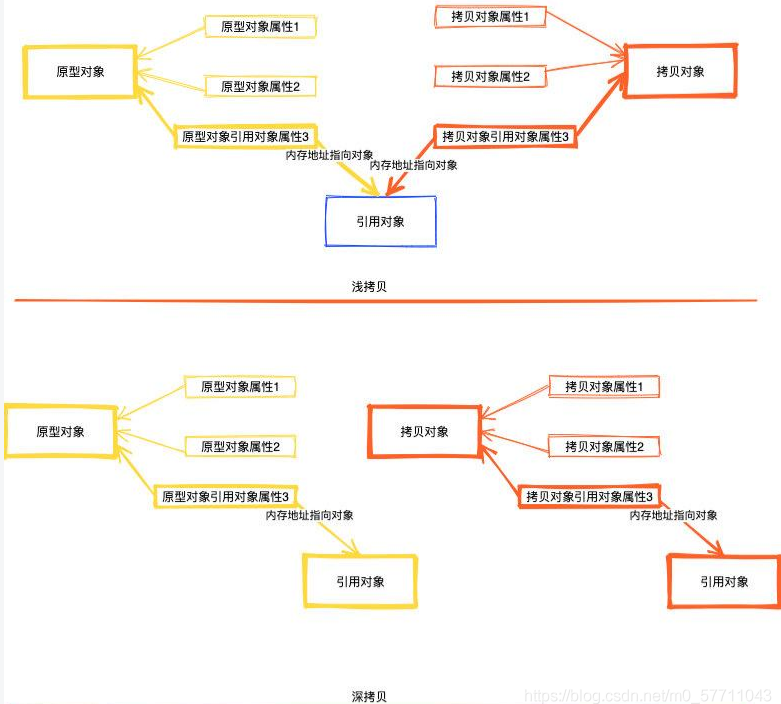 原型对象属性1
拷贝对象属性1
原型对象
拷贝对象
原型对象属性2
拷贝对象属性2
原型对象引用对象属性3
拷贝对象引用对象属性3
内存地址指向对象
内存地址指向对象
引用对象
浅拷贝
原型对象属性1
拷贝对象属性1
原型对象
拷贝对象
原型对象属性2
拷贝对象属性2
原型对象引用对象属性3
拷贝对象引用对象属性3
内存地址指向对象
内存地址指向对象
引用对象
引用对象
深拷贝
https://blog.csdn.net/m0_57711043